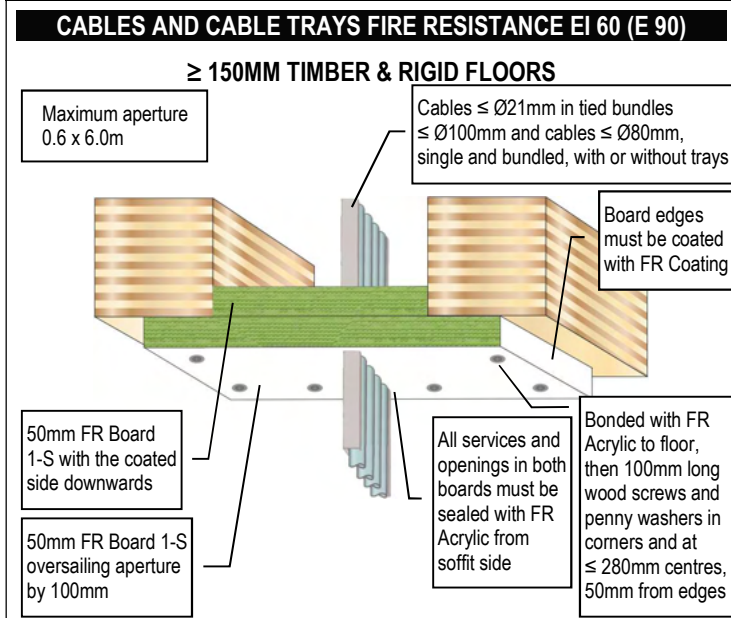 CABLES AND CABLE TRAYS FIRE RESISTANCE EI 60 (E 90)
≥ 150MM TIMBER & RIGID FLOORS
Maximum aperture
0.6 x 6.0m
Cables ≤ Ø21mm in tied bundles
≤ Ø100mm and cables ≤ Ø80mm,
single and bundled, with or without trays
Board edges
must be coated
with FR Coating
50mm FR Board
1-S with the coated
side downwards
50mm FR Board 1-S
oversailing aperture
by 100mm
All services and
openings in both
boards must be
sealed with FR
Acrylic from
soffit side
Bonded with FR
Acrylic to floor,
then 100mm long
wood screws and
penny washers in
corners and at
≤ 280mm centres,
50mm from edges